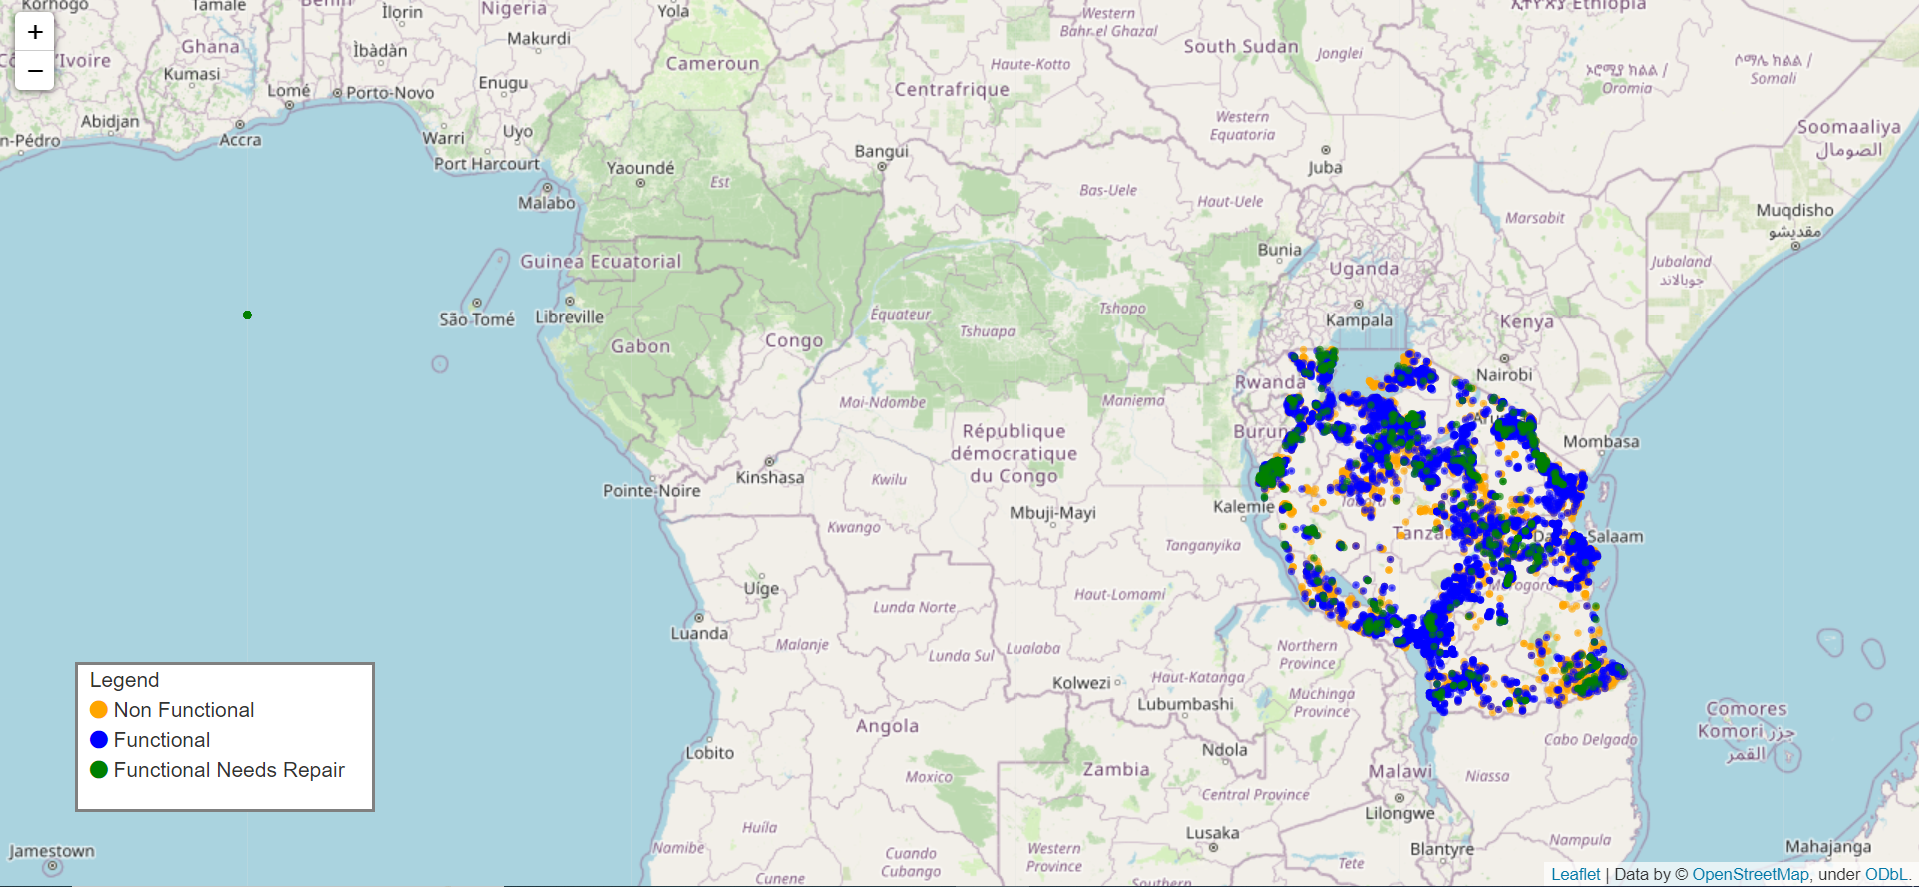 Korhogo
Tamale
Benin
Ìlọrin
Nigeria
Yola
Western
Bahr el Ghazal
ኢትዮጵያ Ethiopia
+
−
Côte d'Ivoire
Ghana
Kumasi
Ìbàdàn
Makurdi
Cameroun
Haute-Kotto
South Sudan
Jonglei
ኦሮሚያ ክልል /
Oromia
ሶማሌ ክልል /
Somali
Lomé
Porto-Novo
Enugu
Centrafrique
Western
Equatoria
Abidjan
n-Pédro
Accra
Warri
Uyo
Port Harcourt
Yaoundé
Est
Bangui
Juba
Soomaaliya
الصومال
Malabo
Bas-Uele
Haut-Uele
Marsabit
Muqdisho
مقديشو
Guinea Ecuatorial
Bunia
Uganda
Jubaland
جوبالاند
São Tomé
Libreville
Gabon
Congo
Équateur
Tshuapa
Tshopo
Kampala
Kenya
Rwanda
Nairobi
Mai-Ndombe
Maniema
République
démocratique
du Congo
Burun
Mombasa
Kinshasa
Kwilu
Pointe-Noire
Kalemie
Mbuji-Mayi
Kwango
Tanganyika
Tanza
Da
Salaam
Uíge
Lunda Norte
Haut-Lomami
Morogoro
Luanda
Malanje
Lunda Sul
Lualaba
Northern
Province
Legend
Non Functional
Functional
Functional Needs Repair
Kolwezi
Haut-Katanga
Lubumbashi
Muchinga
Province
Comores
Komori جزر
القمر
Angola
Lobito
Ndola
Cabo Delgado
Moxico
Zambia
Malawi
Niassa
Central Province
Lilongwe
Huíla
Lusaka
Namibe
Cuando
Cubango
Western
Province
Tete
Blantyre
Nampula
Mahajanga
Jamestown
Cunene
Southern
Leaflet | Data by © OpenStreetMap, under ODbL.